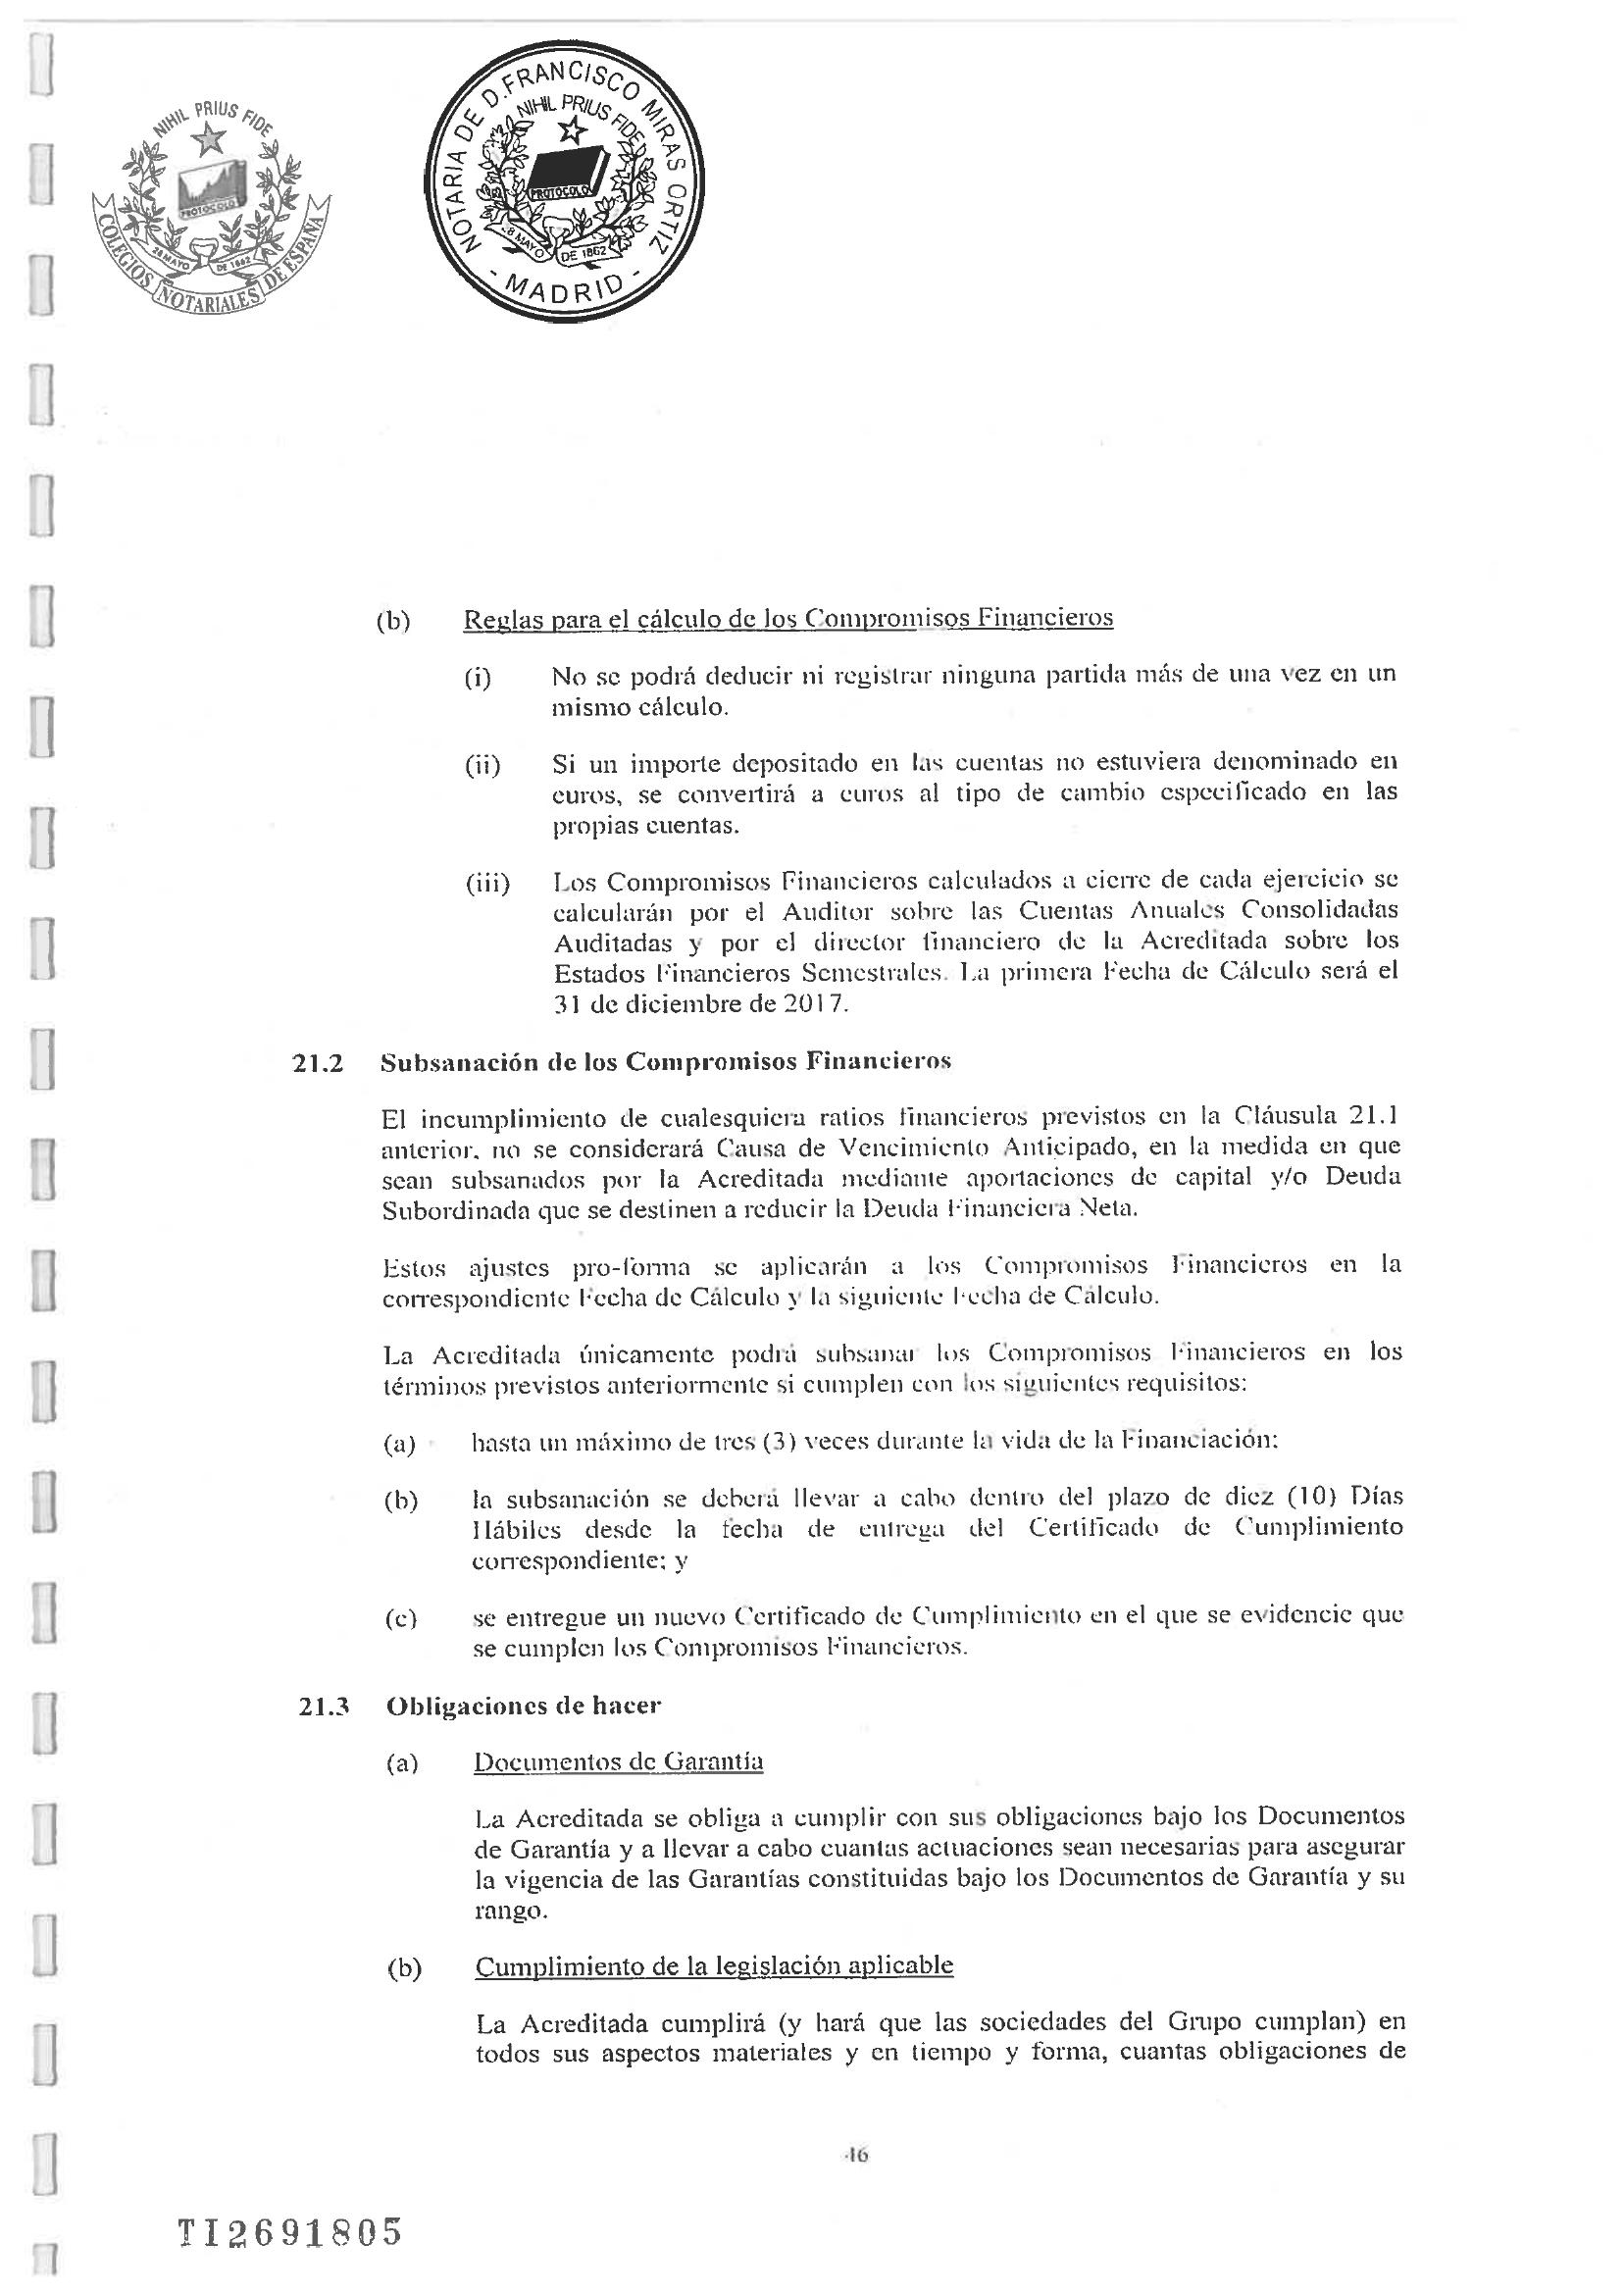 NIHIL PRIUS FIDE
PROTOCOLO
28 MAYO DE 1862
COLEGIOS NOTARIALES DE ESPAÑA
NOTARIA DE D.FRANCISCO MIRAS ORTIZ
NIHIL PRIUS FIDE
PROTOCOLO
28 MAYO DE 1862
- MADRID -
(b) Reglas para el cálculo de los Compromisos Financieros
(i) No se podrá deducir ni registrar ninguna partida más de una vez en un
mismo cálculo.
(ii) Si un importe depositado en las cuentas no estuviera denominado en
euros, se convertirá a euros al tipo de cambio especificado en las
propias cuentas.
(iii) Los Compromisos Financieros calculados a cierre de cada ejercicio se
calcularán por el Auditor sobre las Cuentas Anuales Consolidadas
Auditadas y por el director financiero de la Acreditada sobre los
Estados Financieros Semestrales. La primera Fecha de Cálculo será el
31 de diciembre de 2017.
21.2 Subsanación de los Compromisos Financieros
El incumplimiento de cualesquiera ratios financieros previstos en la Cláusula 21.1
anterior, no se considerará Causa de Vencimiento Anticipado, en la medida en que
sean subsanados por la Acreditada mediante aportaciones de capital y/o Deuda
Subordinada que se destinen a reducir la Deuda Financiera Neta.
Estos ajustes pro-forma se aplicarán a los Compromisos Financieros en la
correspondiente Fecha de Cálculo y la siguiente Fecha de Cálculo.
La Acreditada únicamente podrá subsanar los Compromisos Financieros en los
términos previstos anteriormente si cumplen con los siguientes requisitos:
(a) hasta un máximo de tres (3) veces durante la vida de la Financiación;
(b) la subsanación se deberá llevar a cabo dentro del plazo de diez (10) Días
Hábiles desde la fecha de entrega del Certificado de Cumplimiento
correspondiente; y
(c) se entregue un nuevo Certificado de Cumplimiento en el que se evidencie que
se cumplen los Compromisos Financieros.
21.3 Obligaciones de hacer
(a) Documentos de Garantía
La Acreditada se obliga a cumplir con sus obligaciones bajo los Documentos
de Garantía y a llevar a cabo cuantas actuaciones sean necesarias para asegurar
la vigencia de las Garantías constituidas bajo los Documentos de Garantía y su
rango.
(b) Cumplimiento de la legislación aplicable
La Acreditada cumplirá (y hará que las sociedades del Grupo cumplan) en
todos sus aspectos materiales y en tiempo y forma, cuantas obligaciones de
46
TI2691805